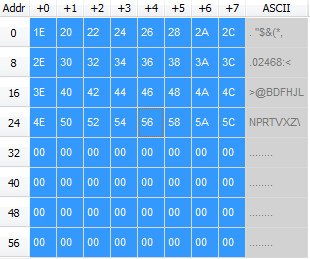 Addr +0 +1 +2 +3 +4 +5 +6 +7 ASCII
0 1E 20 22 24 26 28 2A 2C . "$&(*,
8 2E 30 32 34 36 38 3A 3C .02468:<
16 3E 40 42 44 46 48 4A 4C >@BDFHJL
24 4E 50 52 54 56 58 5A 5C NPRTVXZ\
32 00 00 00 00 00 00 00 00 ........
40 00 00 00 00 00 00 00 00 ........
48 00 00 00 00 00 00 00 00 ........
56 00 00 00 00 00 00 00 00 ........